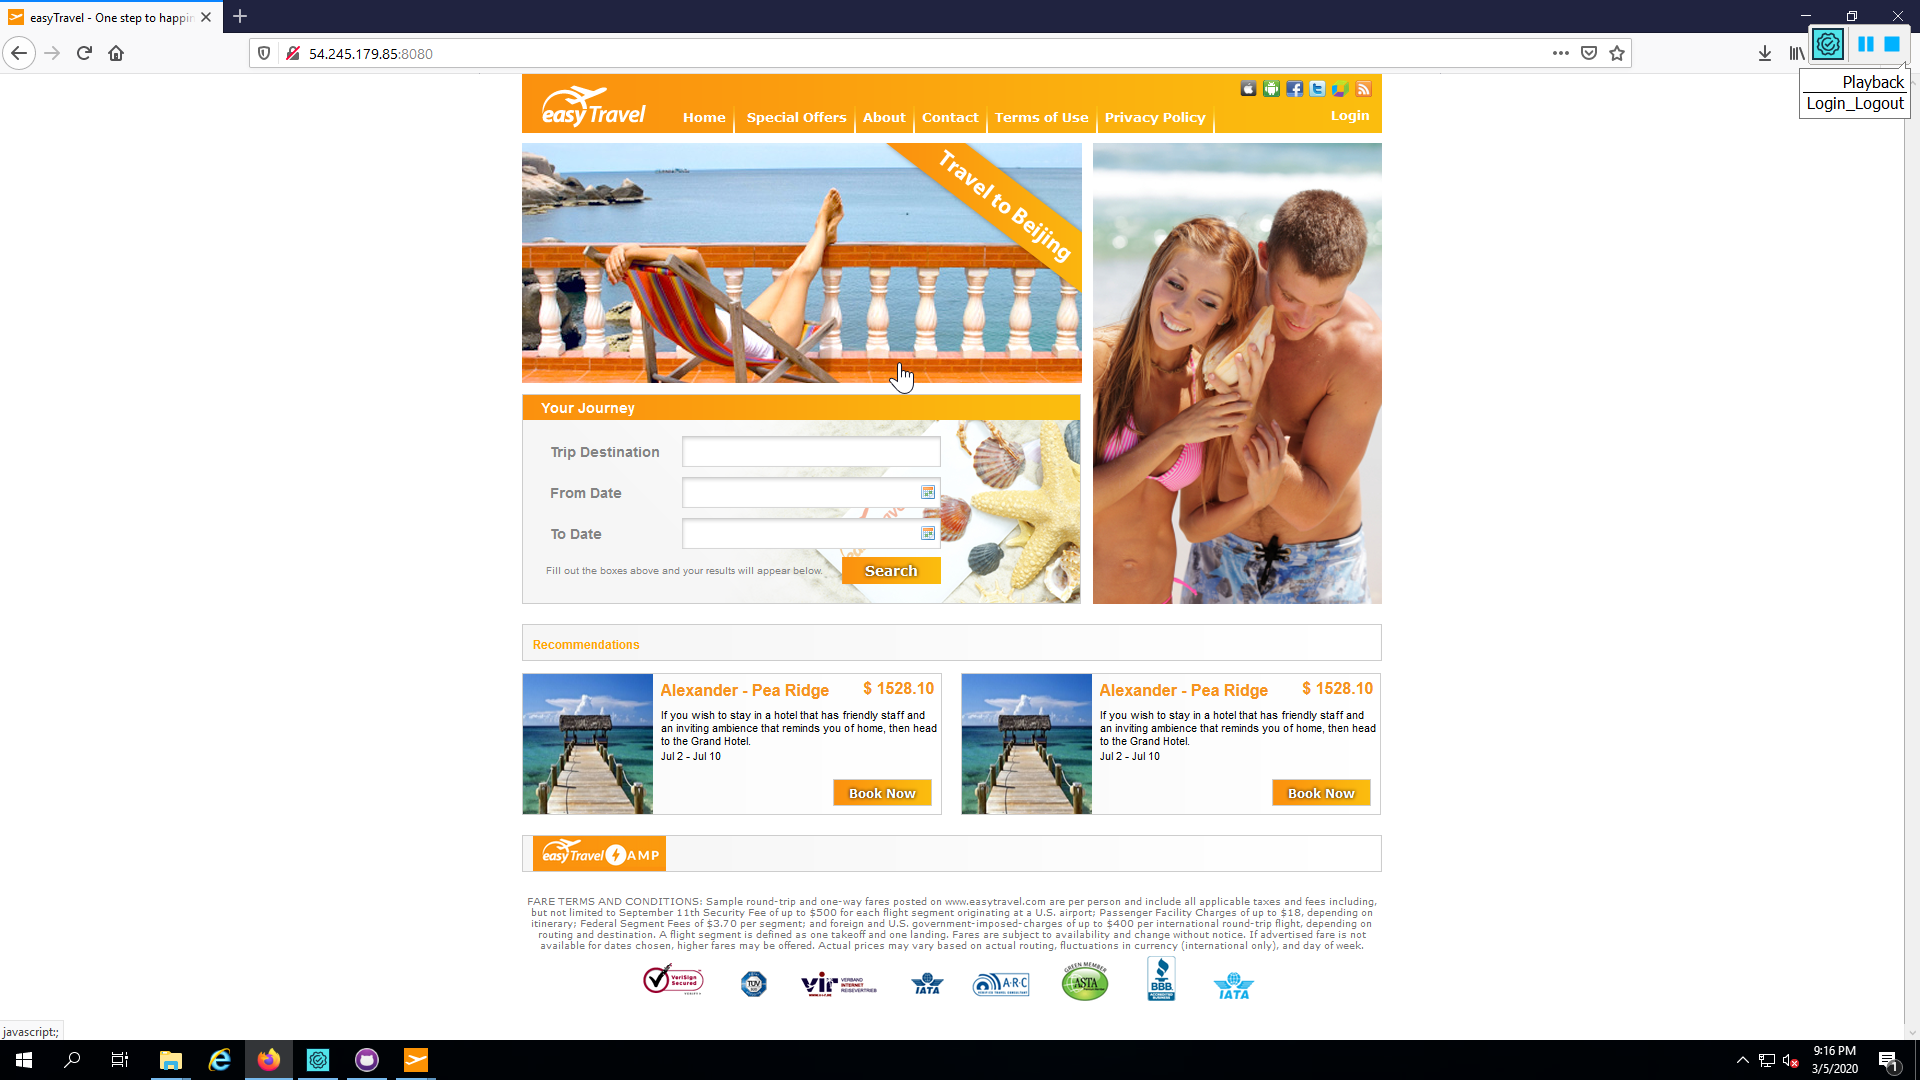 easyTravel - One step to happin
54.245.179.85:8080
Playback
Login_Logout
easyTravel
Home
Special Offers
About
Contact
Terms of Use
Privacy Policy
Login
Travel to Beijing
Your Journey
Trip Destination
From Date
To Date
Fill out the boxes above and your results will appear below.
Search
Recommendations
Alexander - Pea Ridge
$ 1528.10
If you wish to stay in a hotel that has friendly staff and
an inviting ambience that reminds you of home, then head
to the Grand Hotel.
Jul 2 - Jul 10
Book Now
Alexander - Pea Ridge
$ 1528.10
If you wish to stay in a hotel that has friendly staff and
an inviting ambience that reminds you of home, then head
to the Grand Hotel.
Jul 2 - Jul 10
Book Now
easyTravel AMP
FARE TERMS AND CONDITIONS: Sample round-trip and one-way fares posted on www.easytravel.com are per person and include all applicable taxes and fees including,
but not limited to September 11th Security Fee of up to $500 for each flight segment originating at a U.S. airport; Passenger Facility Charges of up to $18, depending on
itinerary; Federal Segment Fees of $3.70 per segment; and foreign and U.S. government-imposed-charges of up to $400 per international round-trip flight, depending on
routing and destination. A flight segment is defined as one takeoff and one landing. Fares are subject to availability and change without notice. If advertised fare is not
available for dates chosen, higher fares may be offered. Actual prices may vary based on actual routing, fluctuations in currency (international only), and day of week.
VeriSign
Secured
TÜV
vir
VERBAND
INTERNET
REISEVERTRIEB
IATA
A·R·C
GREEN MEMBER
ASTA
BBB.
ACCREDITED
BUSINESS
IATA
javascript:;
9:16 PM
3/5/2020
1